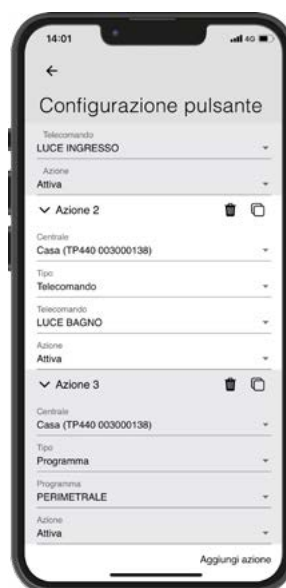 14:01
4G
Configurazione pulsante
Telecomando
LUCE INGRESSO
Azione
Attiva
Azione 2
Centrale
Casa (TP440 003000138)
Tipo
Telecomando
Telecomando
LUCE BAGNO
Azione
Attiva
Azione 3
Centrale
Casa (TP440 003000138)
Tipo
Programma
Programma
PERIMETRALE
Azione
Attiva
Aggiungi azione